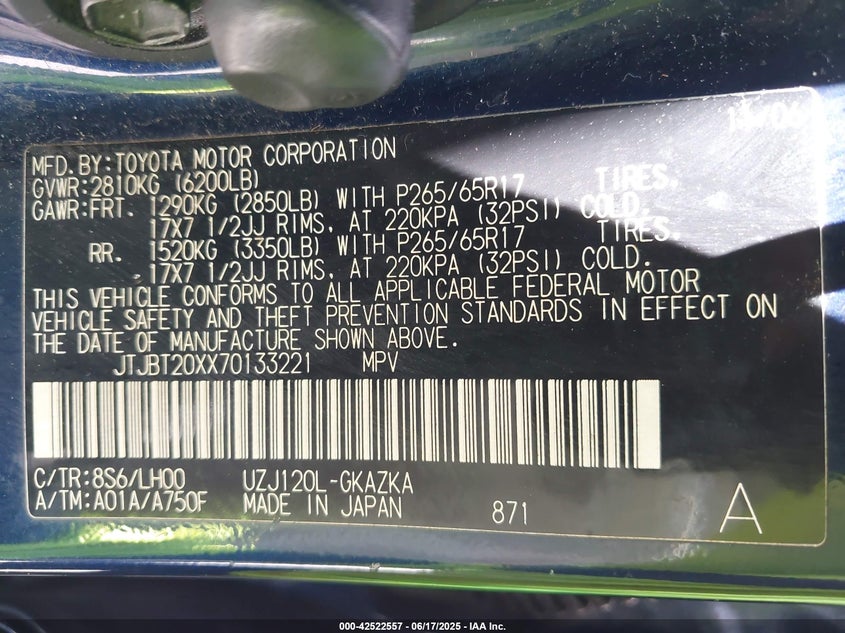 MFD. BY: TOYOTA MOTOR CORPORATION
GVWR: 2810KG (6200LB)
GAWR: FRT. 1290KG (2850LB) WITH P265/65R17 TIRES,
17X7 1/2JJ RIMS, AT 220KPA (32PSI) COLD.
RR. 1520KG (3350LB) WITH P265/65R17 TIRES,
17X7 1/2JJ RIMS, AT 220KPA (32PSI) COLD.
THIS VEHICLE CONFORMS TO ALL APPLICABLE FEDERAL MOTOR
VEHICLE SAFETY AND THEFT PREVENTION STANDARDS IN EFFECT ON
THE DATE OF MANUFACTURE SHOWN ABOVE.
JTJBT20XX70133221 MPV
C/TR: 8S6/LH00 UZJ120L-GKAZKA
A/TM: A01A/A750F MADE IN JAPAN 871 A
000-42522557 - 06/17/2025 - IAA Inc.